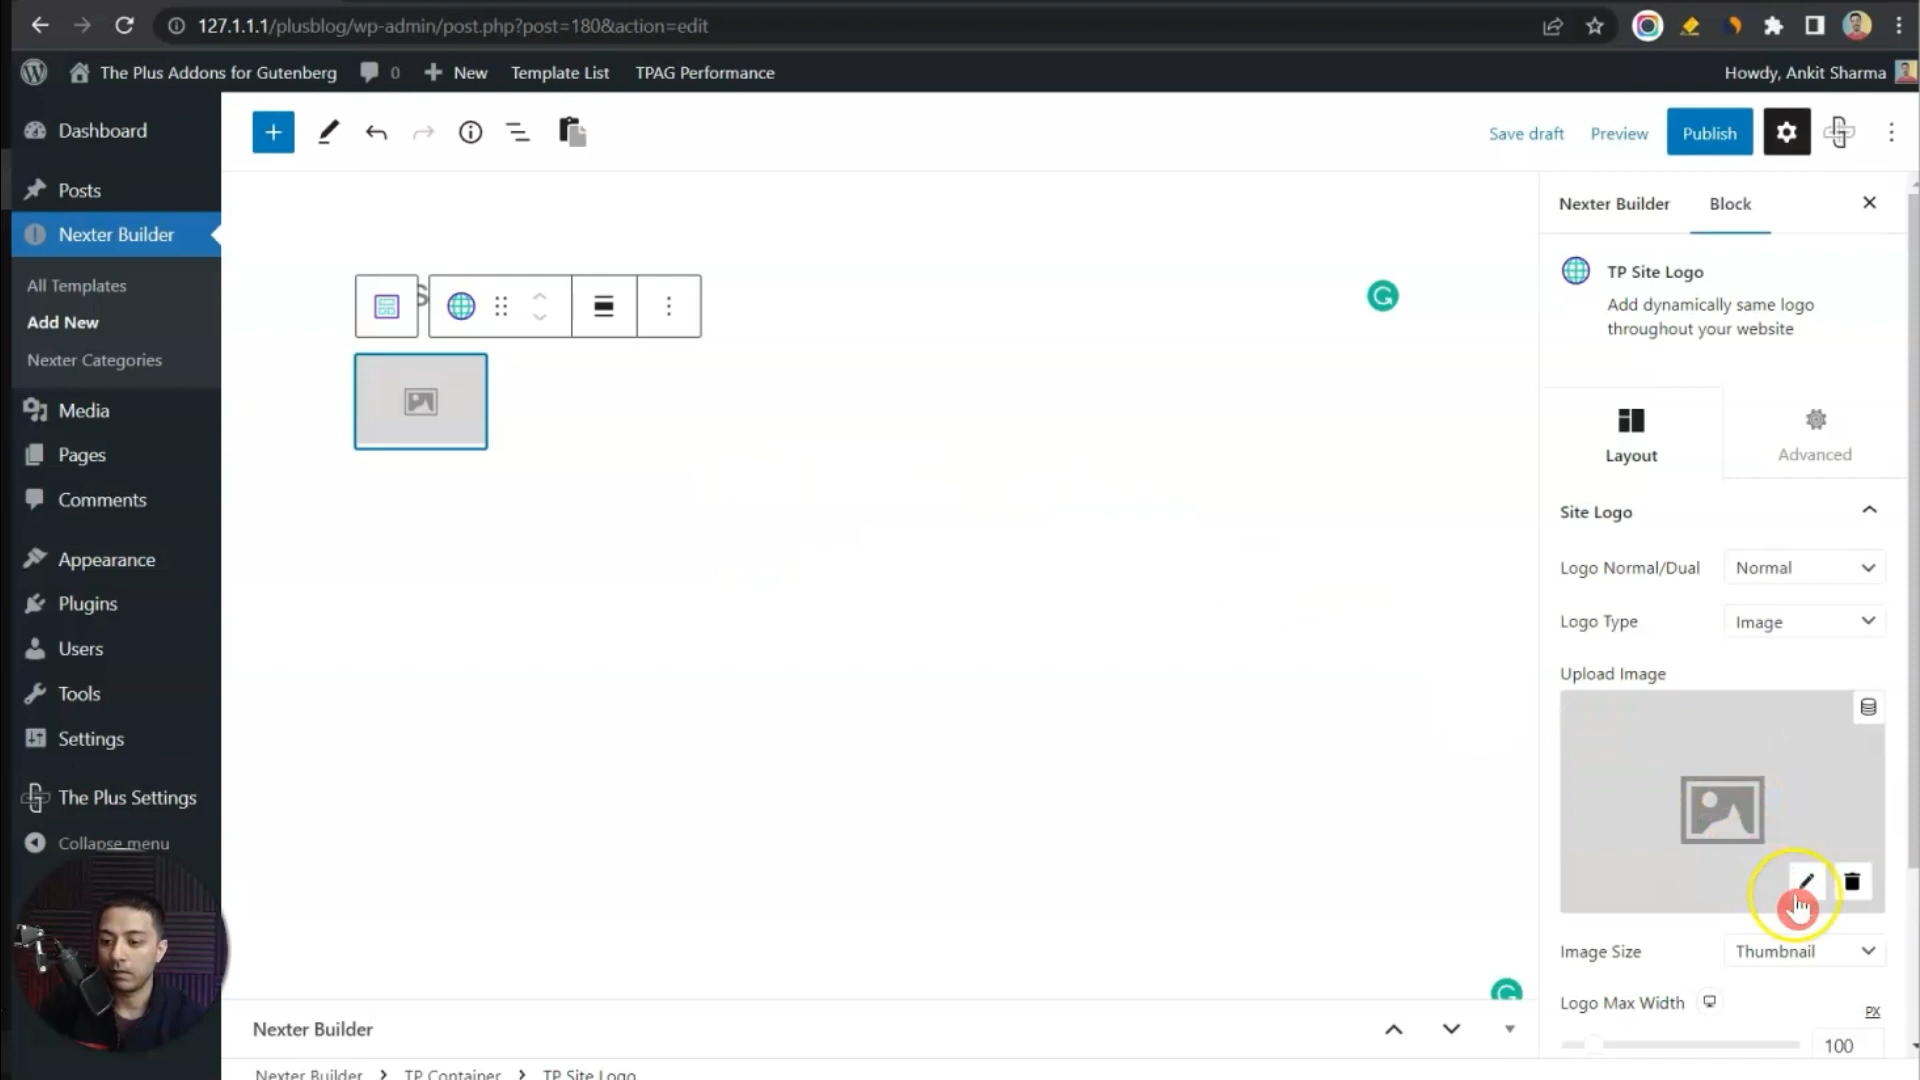 127.1.1.1/plusblog/wp-admin/post.php?post=180&action=edit
The Plus Addons for Gutenberg
0
New
Template List
TPAG Performance
Howdy, Ankit Sharma
Dashboard
Posts
Nexter Builder
All Templates
Add New
Nexter Categories
Media
Pages
Comments
Appearance
Plugins
Users
Tools
Settings
The Plus Settings
Collapse menu
Save draft
Preview
Publish
Nexter Builder
Block
TP Site Logo
Add dynamically same logo
throughout your website
Layout
Advanced
Site Logo
Logo Normal/Dual
Normal
Logo Type
Image
Upload Image
Image Size
Thumbnail
Logo Max Width
PX
100
Nexter Builder
Nexter Builder > TP Container > TP Site Logo